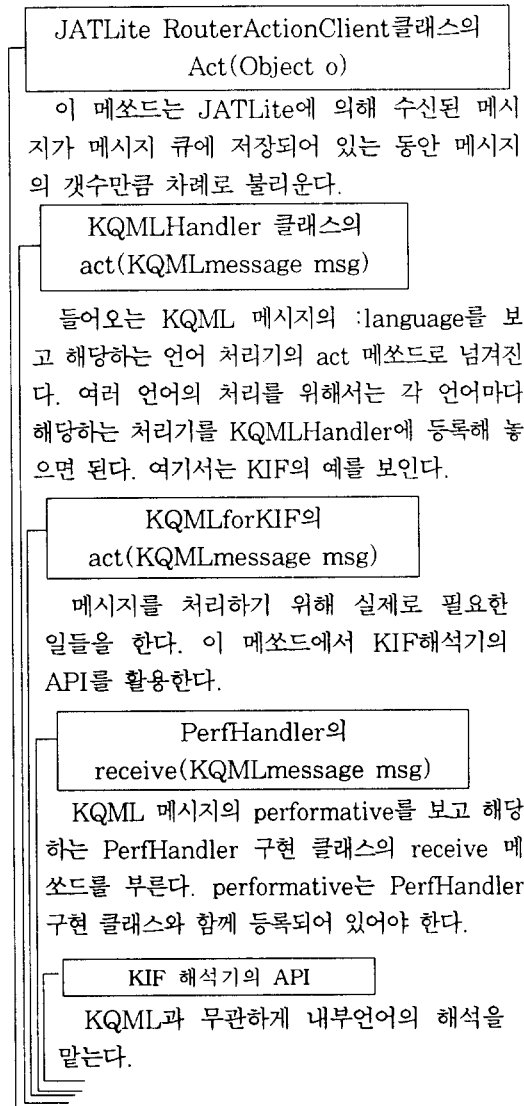 JATLite RouterActionClient클래스의
Act(Object o)
이 메쏘드는 JATLite에 의해 수신된 메시
지가 메시지 큐에 저장되어 있는 동안 메시지
의 갯수만큼 차례로 불리운다.
KQMLHandler 클래스의
act(KQMLmessage msg)
들어오는 KQML 메시지의 :language를 보
고 해당하는 언어 처리기의 act 메쏘드로 넘겨진
다. 여러 언어의 처리를 위해서는 각 언어마다
해당하는 처리기를 KQMLHandler에 등록해 놓
으면 된다. 여기서는 KIF의 예를 보인다.
KQMLforKIF의
act(KQMLmessage msg)
메시지를 처리하기 위해 실제로 필요한
일들을 한다. 이 메쏘드에서 KIF해석기의
API를 활용한다.
PerfHandler의
receive(KQMLmessage msg)
KQML 메시지의 performative를 보고 해당
하는 PerfHandler 구현 클래스의 receive 메
쏘드를 부른다. performative는 PerfHandler
구현 클래스와 함께 등록되어 있어야 한다.
KIF 해석기의 API
KQML과 무관하게 내부언어의 해석을
맡는다.